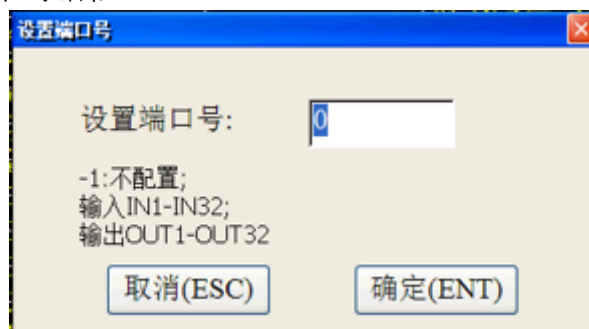 设置端口号
设置端口号: 0
-1:不配置;
输入IN1-IN32;
输出OUT1-OUT32
取消(ESC) 确定(ENT)